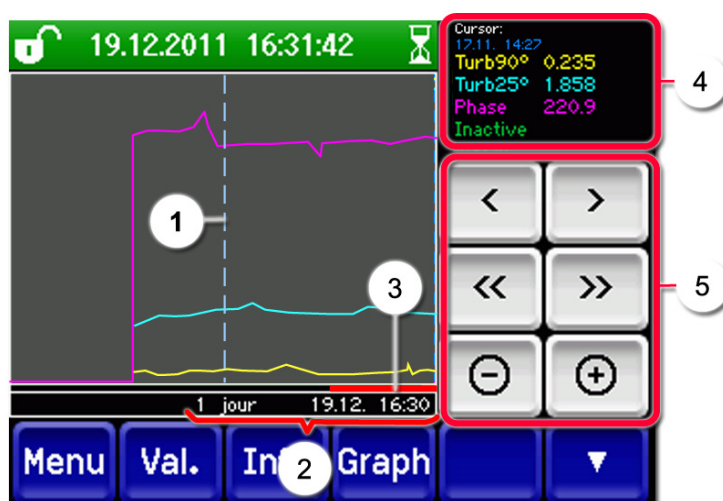 19.12.2011 16:31:42
Cursor:
17.11. 14:27
Turb90° 0.235
Turb25° 1.858
Phase 220.9
Inactive
4
1
3
< >
<< >>
- +
5
1 jour 19.12. 16:30
2
Menu Val. Graph ▼